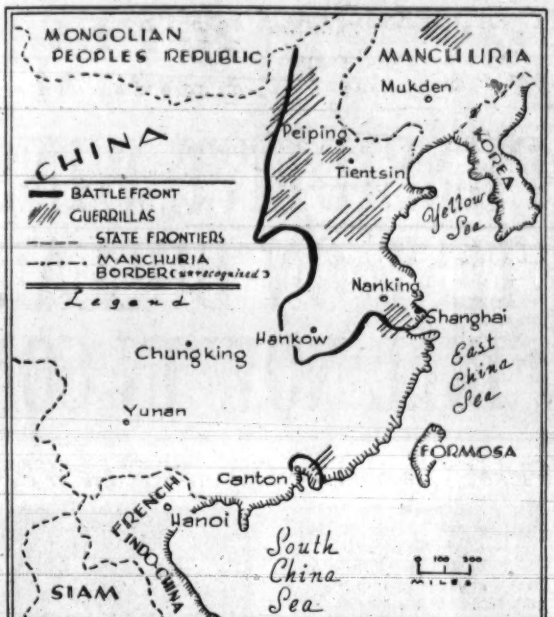 MONGOLIAN
PEOPLES REPUBLIC
MANCHURIA
Mukden
CHINA
Peiping
KOREA
Tientsin
BATTLEFRONT
GUERRILLAS
STATE FRONTIERS
MANCHURIA
BORDER (unrecognised)
Legend
Yellow
Sea
Nanking
Shanghai
Hankow
Chungking
East
China
Sea
Yunan
FORMOSA
Canton
FRENCH
INDO-CHINA
Hanoi
South
China
Sea
SIAM
0 100 200
MILES